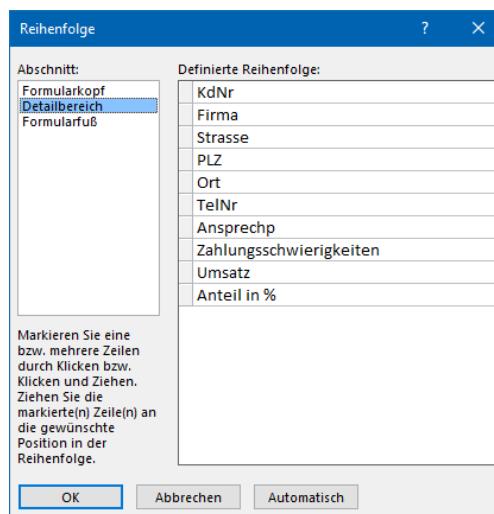 Reihenfolge
Abschnitt:
Formularkopf
Detailbereich
Formularfuß
Markieren Sie eine
bzw. mehrere Zeilen
durch Klicken bzw.
Klicken und Ziehen.
Ziehen Sie die
markierte(n) Zeile(n) an
die gewünschte
Position in der
Reihenfolge.
Definierte Reihenfolge:
KdNr
Firma
Strasse
PLZ
Ort
TelNr
Ansprechp
Zahlungsschwierigkeiten
Umsatz
Anteil in %
OK
Abbrechen
Automatisch